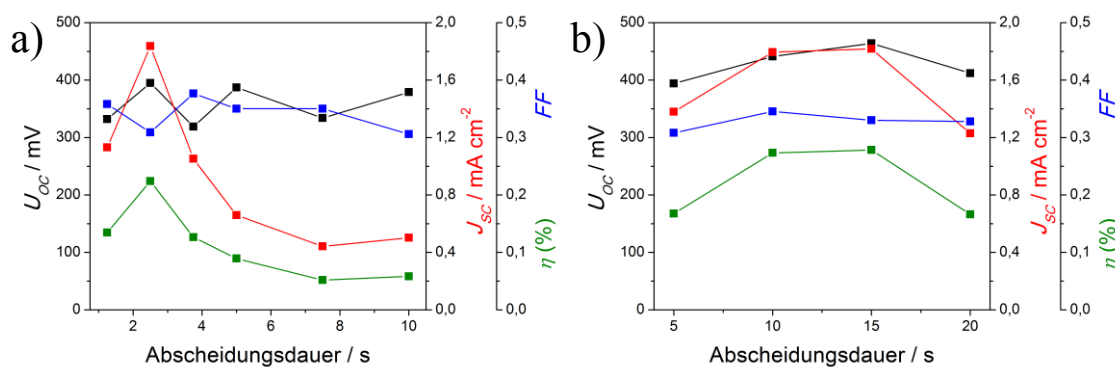 a)
500
400
300
200
100
0
U_OC / mV
2 4 6 8 10
Abscheidungsdauer / s
2,0
1,6
1,2
0,8
0,4
0,0
J_SC / mA cm⁻²
0,5
0,4
0,3
0,2
0,1
0,0
FF
η (%)
b)
500
400
300
200
100
0
U_OC / mV
5 10 15 20
Abscheidungsdauer / s
2,0
1,6
1,2
0,8
0,4
0,0
J_SC / mA cm⁻²
0,5
0,4
0,3
0,2
0,1
0,0
FF
η (%)